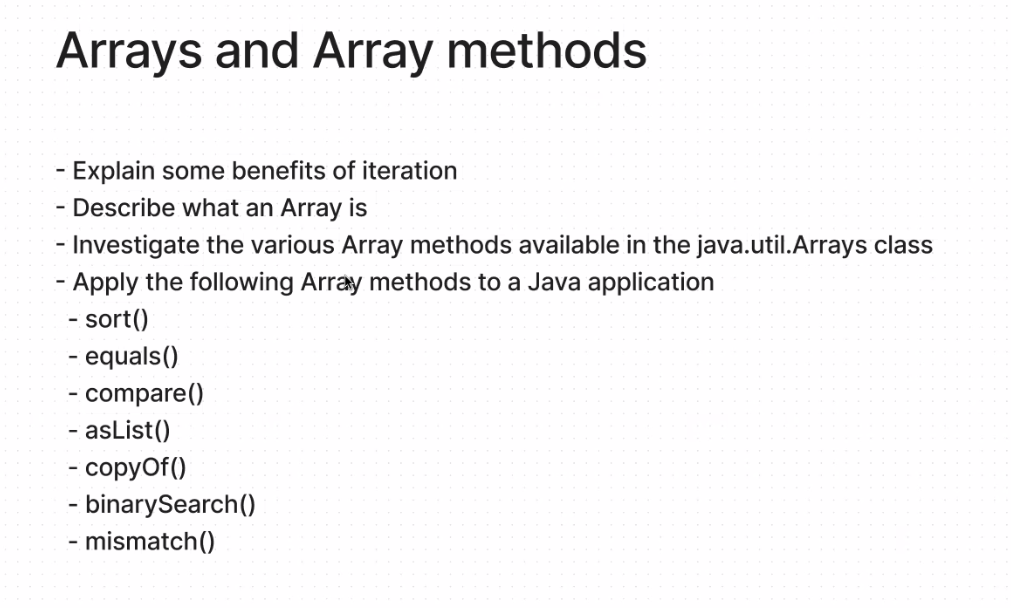 Arrays and Array methods
- Explain some benefits of iteration
- Describe what an Array is
- Investigate the various Array methods available in the java.util.Arrays class
- Apply the following Array methods to a Java application
- sort()
- equals()
- compare()
- asList()
- copyOf()
- binarySearch()
- mismatch()